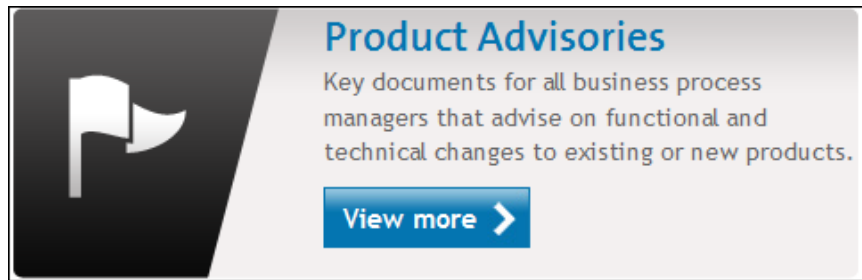 Product Advisories
Key documents for all business process
managers that advise on functional and
technical changes to existing or new products.
View more